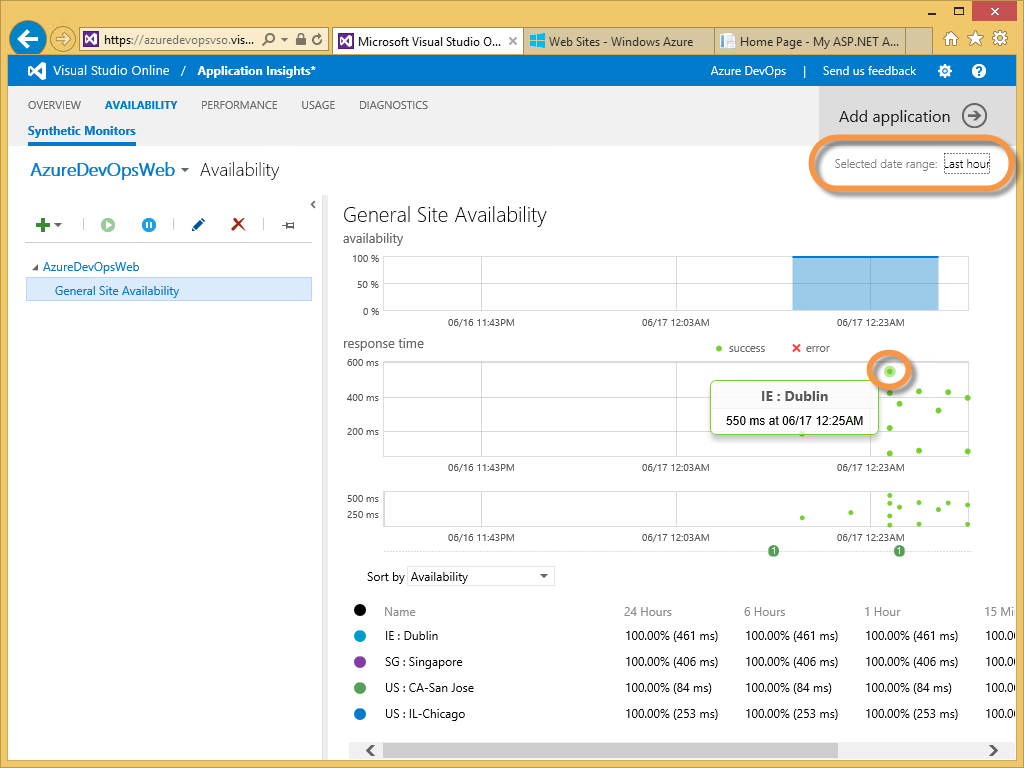 https://azuredevopsvso.vis...
Microsoft Visual Studio O...
Web Sites - Windows Azure
Home Page - My ASP.NET A...
Visual Studio Online / Application Insights*
Azure DevOps | Send us feedback
OVERVIEW AVAILABILITY PERFORMANCE USAGE DIAGNOSTICS
Add application
Synthetic Monitors
Selected date range: Last hour
AzureDevOpsWeb Availability
AzureDevOpsWeb
General Site Availability
General Site Availability
availability
100 %
50 %
0 %
06/16 11:43PM 06/17 12:03AM 06/17 12:23AM
response time
success error
600 ms
400 ms
200 ms
IE : Dublin
550 ms at 06/17 12:25AM
06/16 11:43PM 06/17 12:03AM 06/17 12:23AM
500 ms
250 ms
06/16 11:43PM 06/17 12:03AM 06/17 12:23AM
1 1
Sort by Availability
Name 24 Hours 6 Hours 1 Hour 15 Mi
IE : Dublin 100.00% (461 ms) 100.00% (461 ms) 100.00% (461 ms) 100.0
SG : Singapore 100.00% (406 ms) 100.00% (406 ms) 100.00% (406 ms) 100.0
US : CA-San Jose 100.00% (84 ms) 100.00% (84 ms) 100.00% (84 ms) 100.0
US : IL-Chicago 100.00% (253 ms) 100.00% (253 ms) 100.00% (253 ms) 100.0